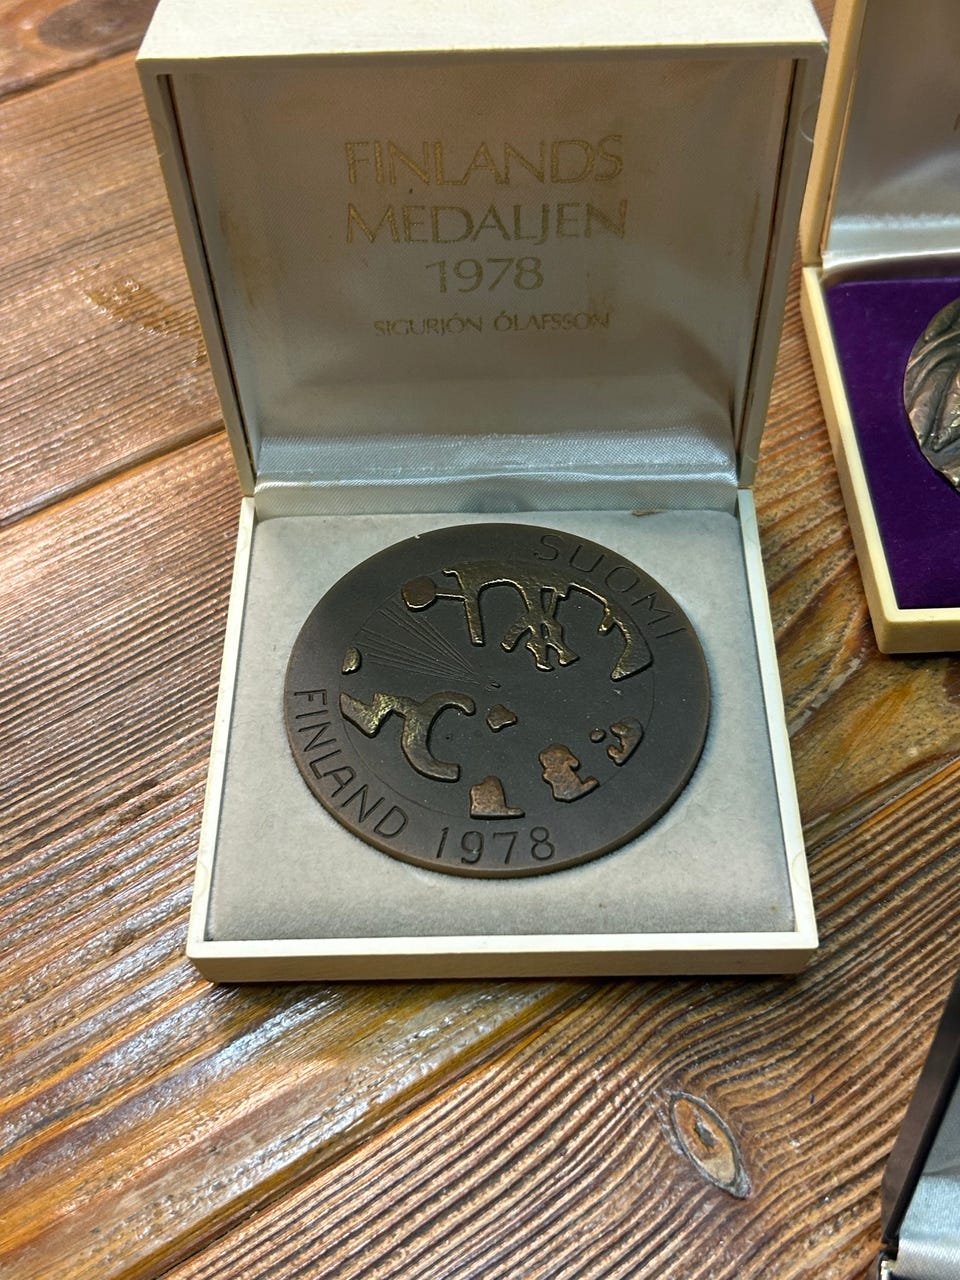 FINLANDS
MEDALJEN
1978
SIGURJÓN ÓLAFSSON
SUOMI
FINLAND 1978